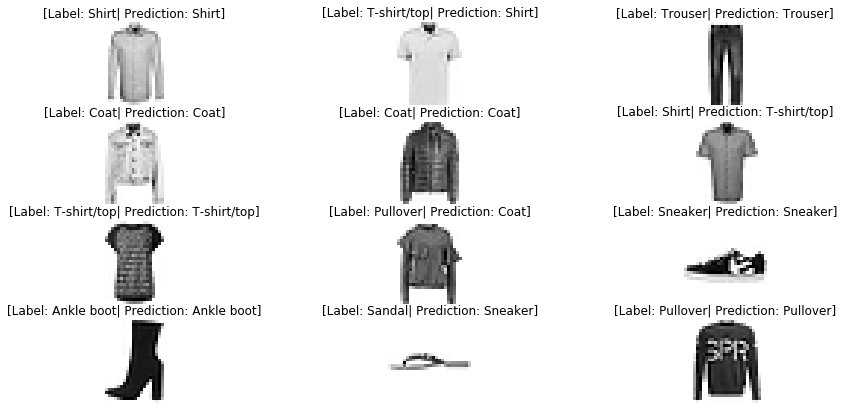 [Label: Shirt| Prediction: Shirt]
[Label: T-shirt/top| Prediction: Shirt]
[Label: Trouser| Prediction: Trouser]
[Label: Coat| Prediction: Coat]
[Label: Coat| Prediction: Coat]
[Label: Shirt| Prediction: T-shirt/top]
[Label: T-shirt/top| Prediction: T-shirt/top]
[Label: Pullover| Prediction: Coat]
[Label: Sneaker| Prediction: Sneaker]
[Label: Ankle boot| Prediction: Ankle boot]
[Label: Sandal| Prediction: Sneaker]
[Label: Pullover| Prediction: Pullover]